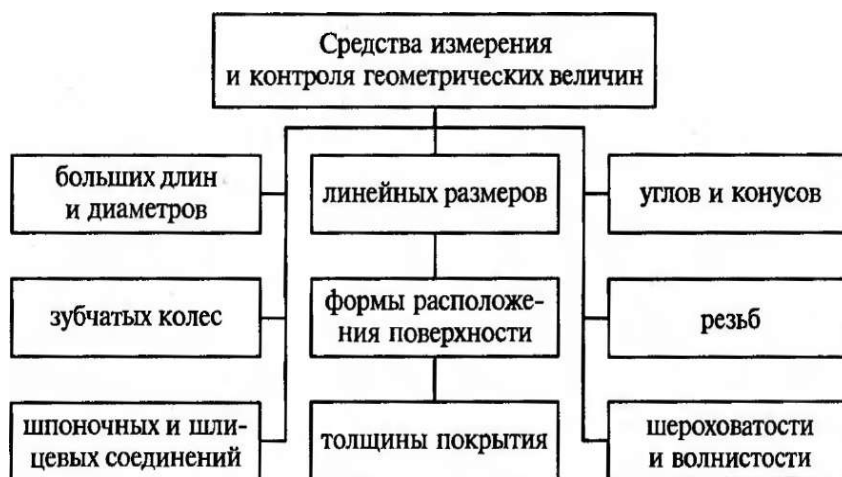 Средства измерения
и контроля геометрических величин
больших длин
и диаметров
линейных размеров
углов и конусов
зубчатых колес
формы расположе-
ния поверхности
резьб
шпоночных и шли-
цевых соединений
толщины покрытия
шероховатости
и волнистости